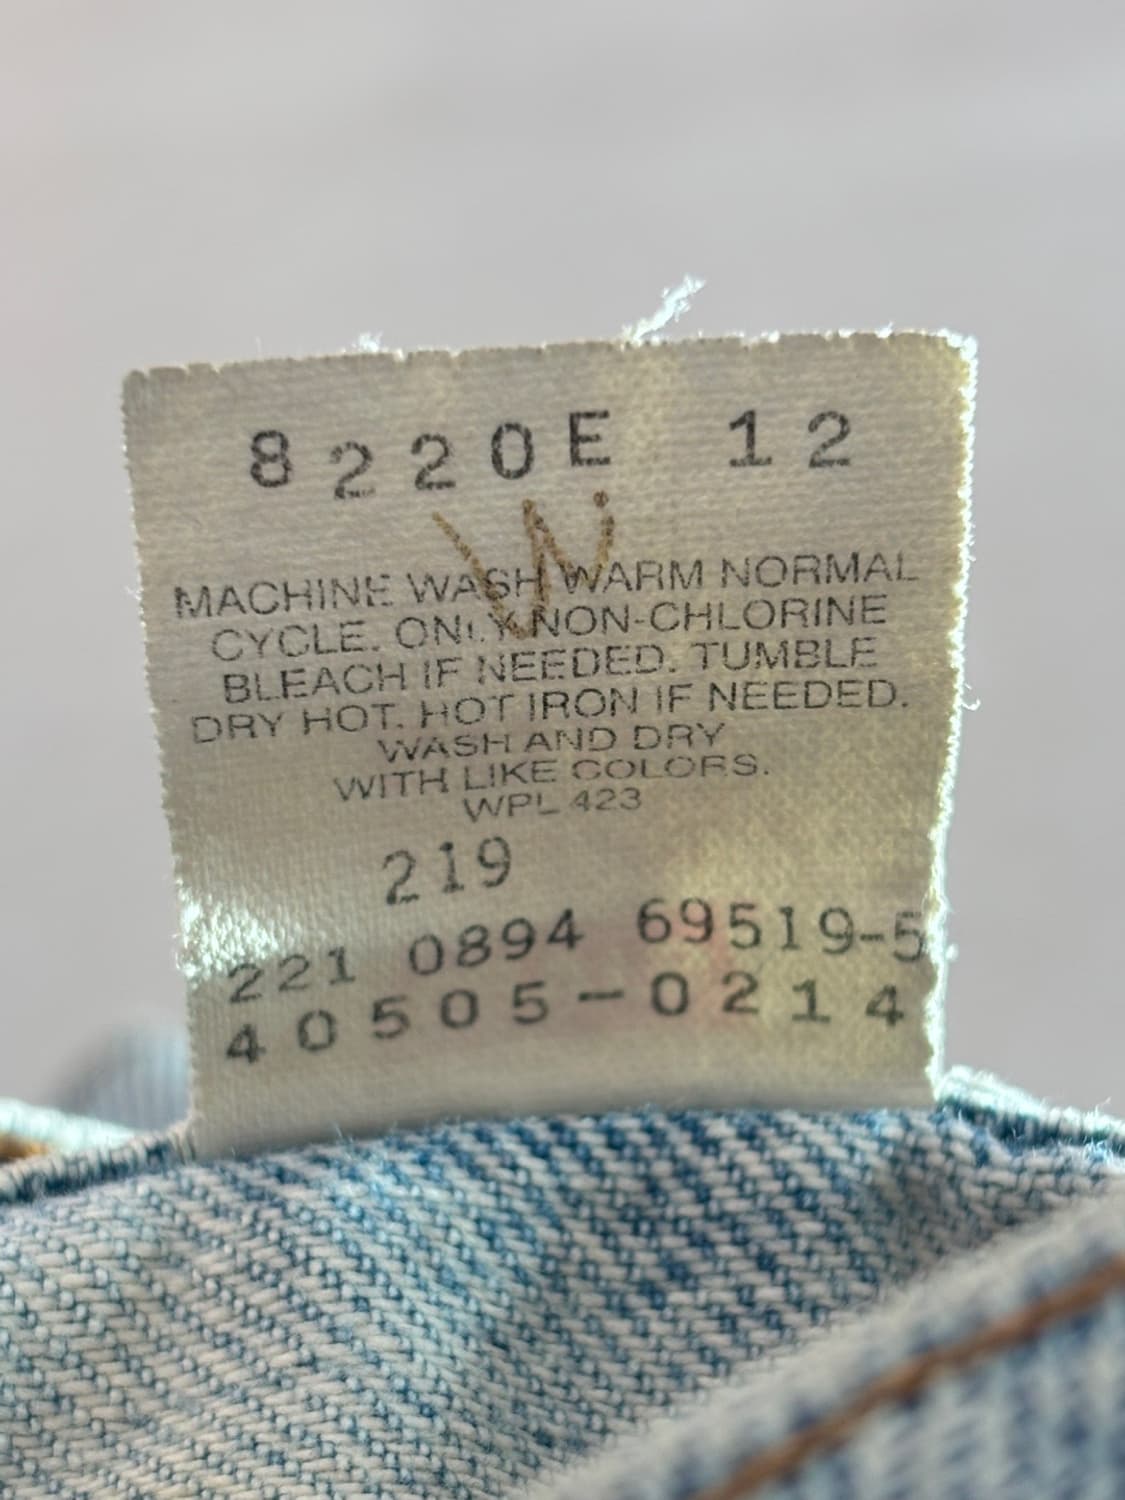 8220E 12
W
MACHINE WASH WARM NORMAL
CYCLE. ONLY NON-CHLORINE
BLEACH IF NEEDED. TUMBLE
DRY HOT. HOT IRON IF NEEDED.
WASH AND DRY
WITH LIKE COLORS.
WPL 423
219
221 0894 69519-5
40505-0214